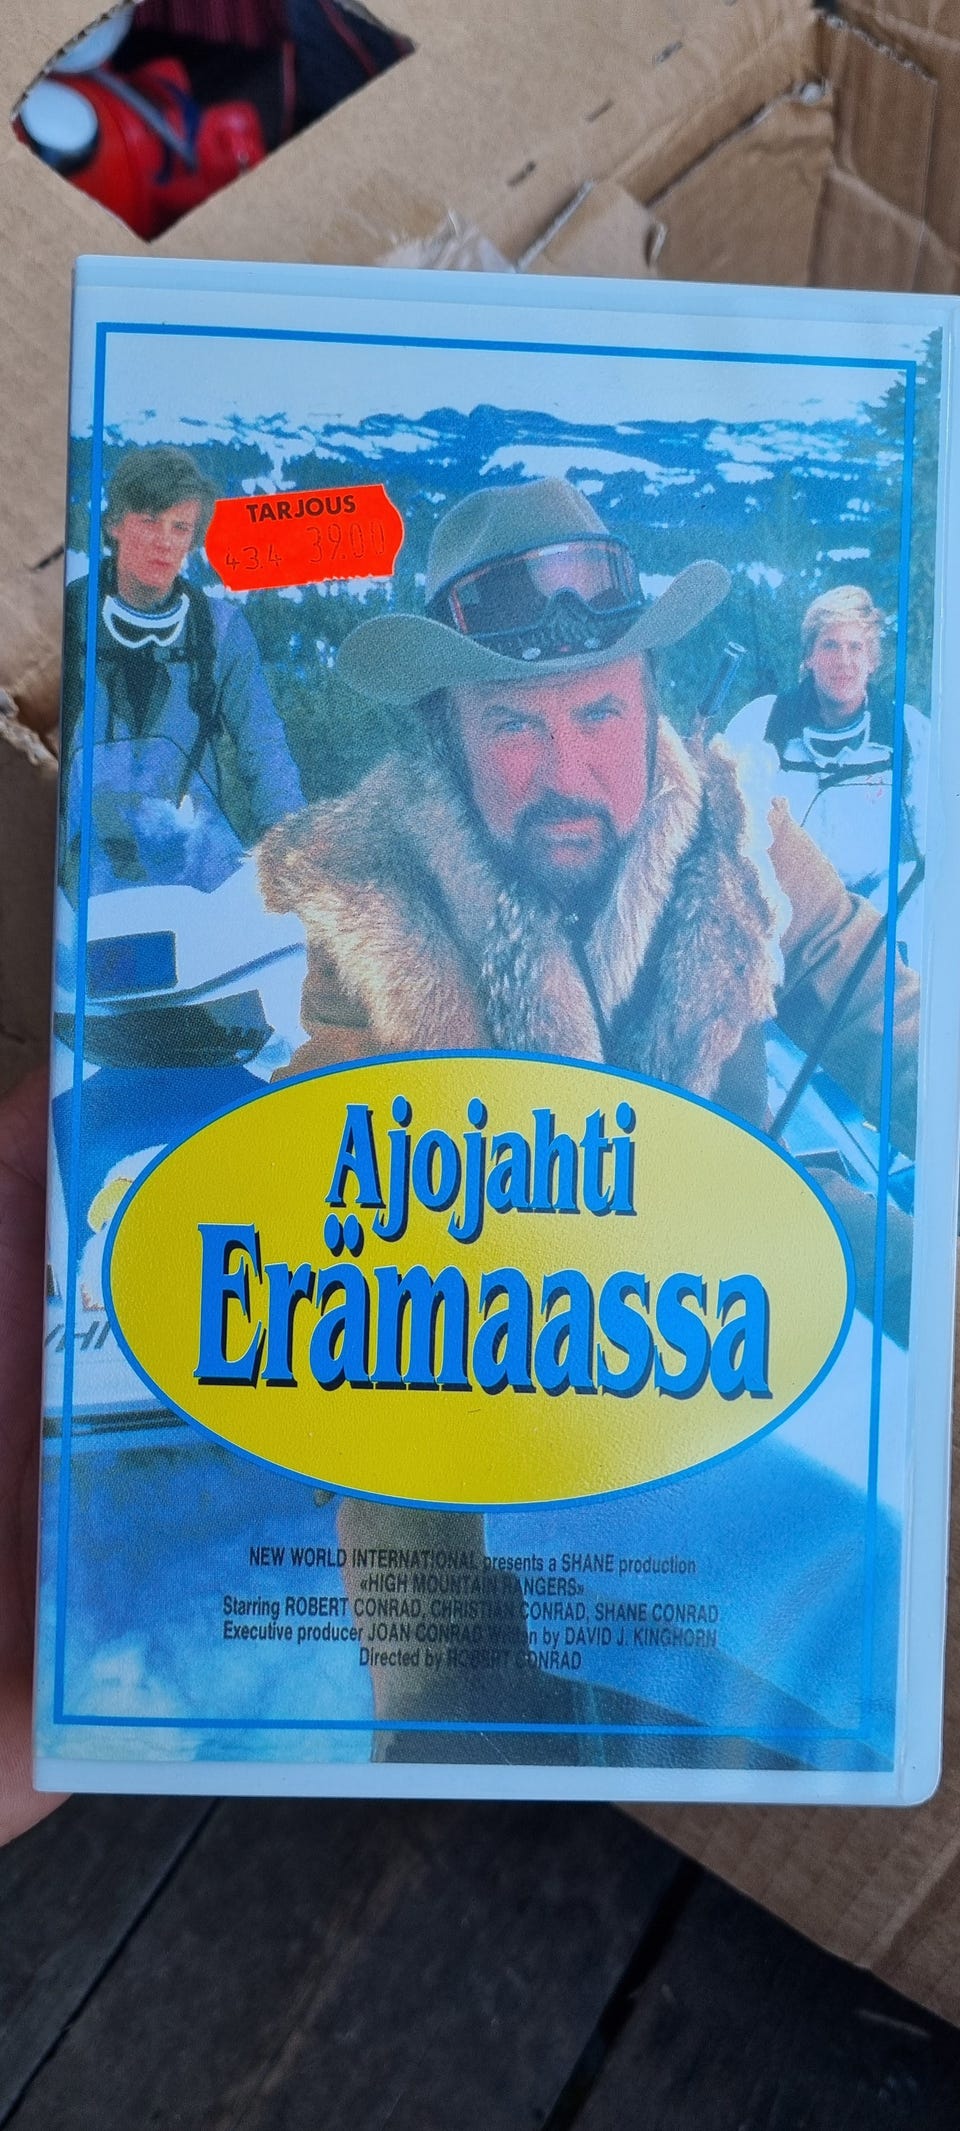 TARJOUS
43.4 39.00
Ajojahti
Erämaassa
NEW WORLD INTERNATIONAL presents a SHANE production
«HIGH MOUNTAIN RANGERS»
Starring ROBERT CONRAD, CHRISTIAN CONRAD, SHANE CONRAD
Executive producer JOAN CONRAD Written by DAVID J. KINGHORN
Directed by ROBERT CONRAD